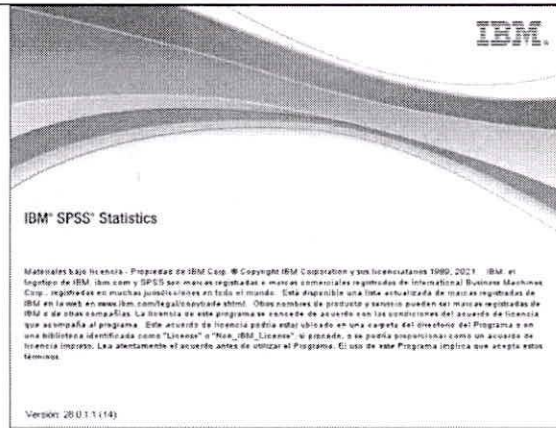 IBM.
IBM® SPSS® Statistics
Materiales bajo licencia - Propiedad de IBM Corp. © Copyright IBM Corporation y sus licenciatarios 1989, 2021. IBM, el
logotipo de IBM, ibm.com y SPSS son marcas registradas o marcas comerciales registradas de International Business Machines
Corp., registradas en muchas jurisdicciones en todo el mundo. Está disponible una lista actualizada de marcas registradas de
IBM en la web en www.ibm.com/legal/copytrade.shtml. Otros nombres de producto y servicio pueden ser marcas registradas de
IBM o de otras compañías. La licencia de este programa se concede de acuerdo con las condiciones del acuerdo de licencia
que acompaña al programa. Este acuerdo de licencia podría estar ubicado en una carpeta del directorio del Programa o en
una biblioteca identificada como "License" o "Non_IBM_License", si procede, o se podría proporcionar como un acuerdo de
licencia impreso. Lea atentamente el acuerdo antes de utilizar el Programa. El uso de este Programa implica que acepta estos
términos.
Versión: 28.0.1.1 (14)